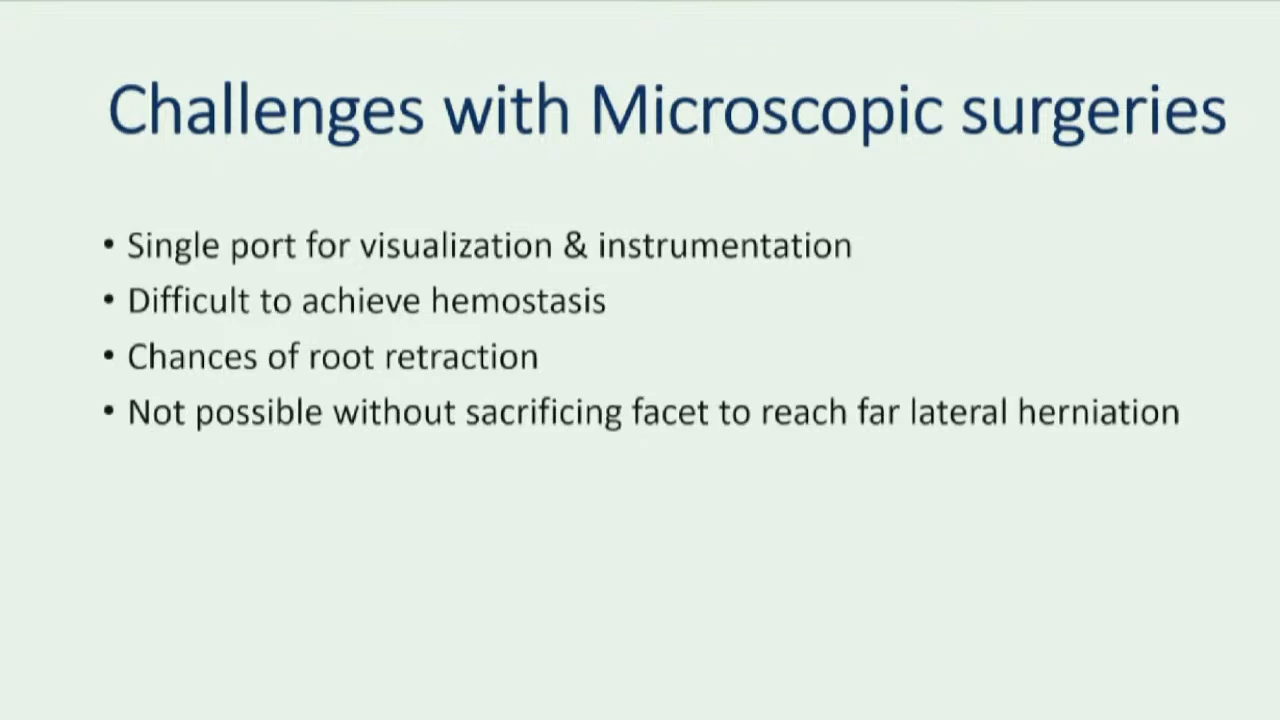 Challenges with Microscopic surgeries
• Single port for visualization & instrumentation
• Difficult to achieve hemostasis
• Chances of root retraction
• Not possible without sacrificing facet to reach far lateral herniation